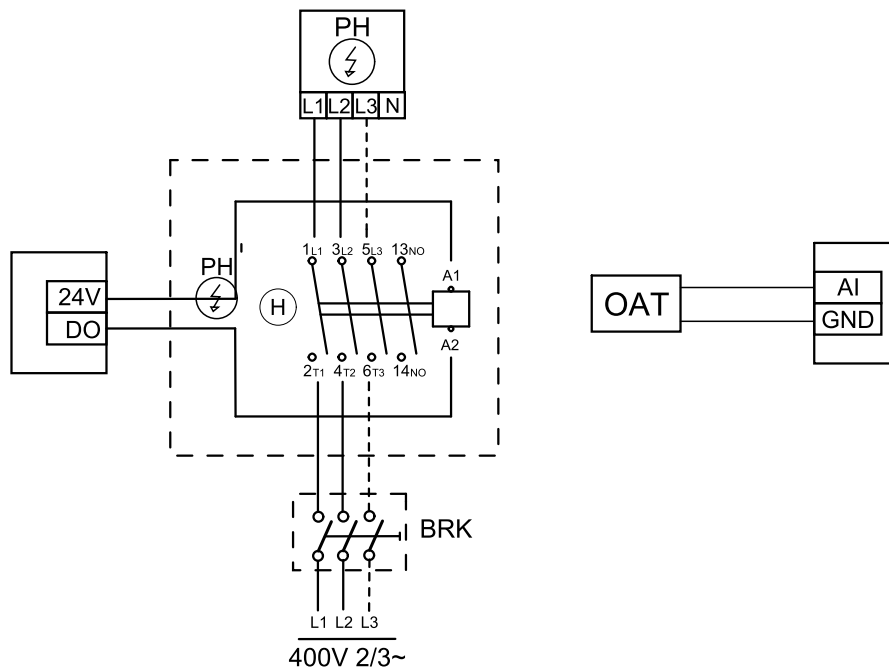 PH
L1 L2 L3 N
1L1 3L2 5L3 13NO
PH
A1
24V
DO
H
OAT
AI
GND
A2
2T1 4T2 6T3 14NO
BRK
L1 L2 L3
400V 2/3~